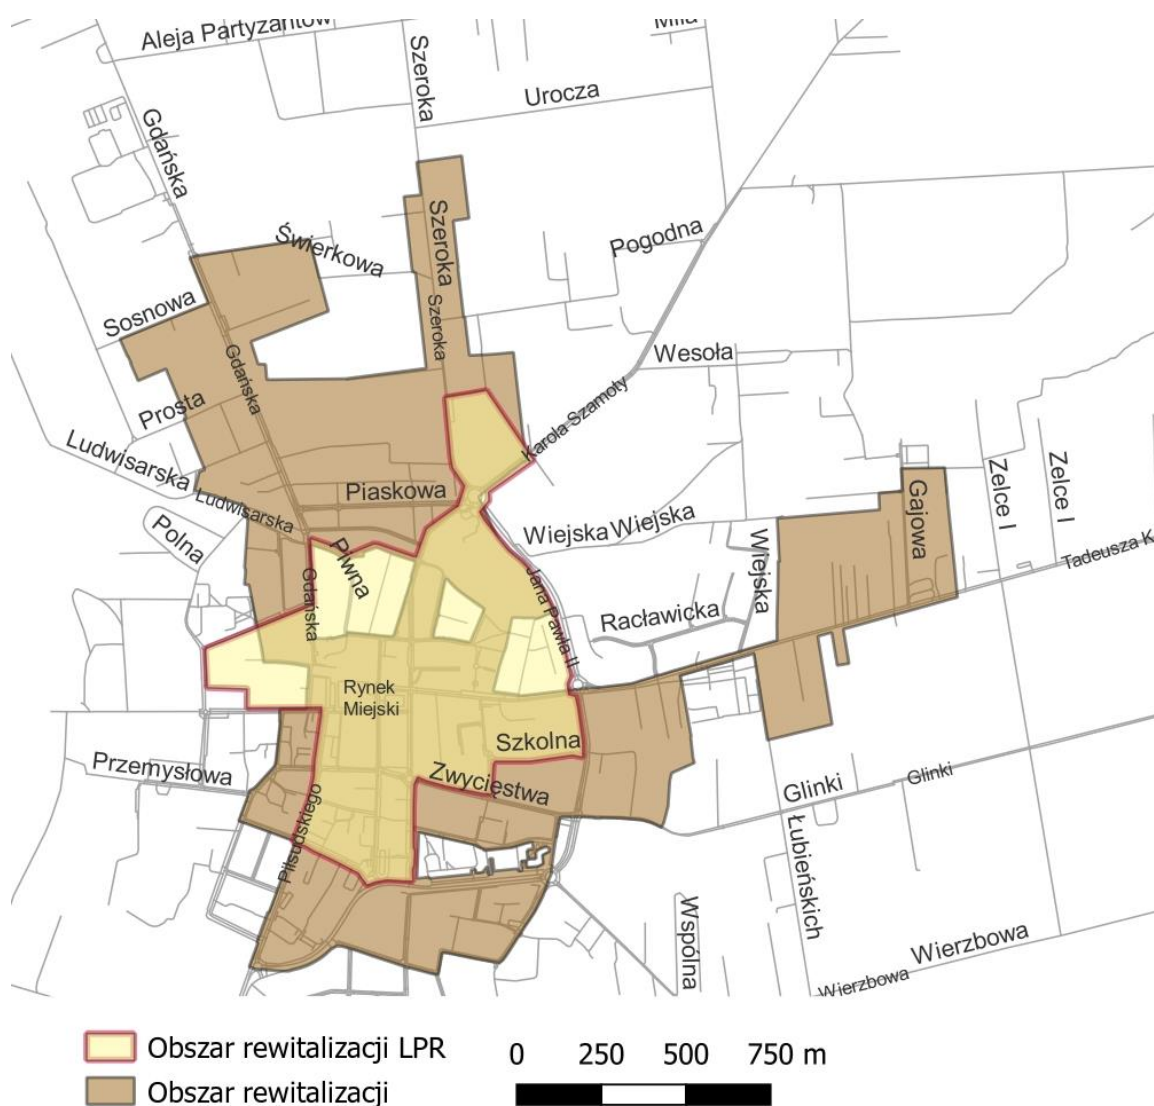 Aleja Partyzantów
Szeroka
Urocza
Gdańska
Świerkowa
Szeroka
Pogodna
Sosnowa
Szeroka
Gdańska
Wesoła
Prosta
Karola Szamoty
Ludwisarska
Ludwisarska
Piaskowa
Gajowa
Zelce I
Zelce I
Polna
Piwna
Wiejska
Wiejska
Wiejska
Tadeusza K
Gdańska
Jana Pawła II
Racławicka
Rynek
Miejski
Szkolna
Przemysłowa
Zwycięstwa
Glinki
Glinki
Piłsudskiego
Łubieńskich
Wspólna
Wierzbowa
Wierzbowa
Obszar rewitalizacji LPR
Obszar rewitalizacji
0 250 500 750 m